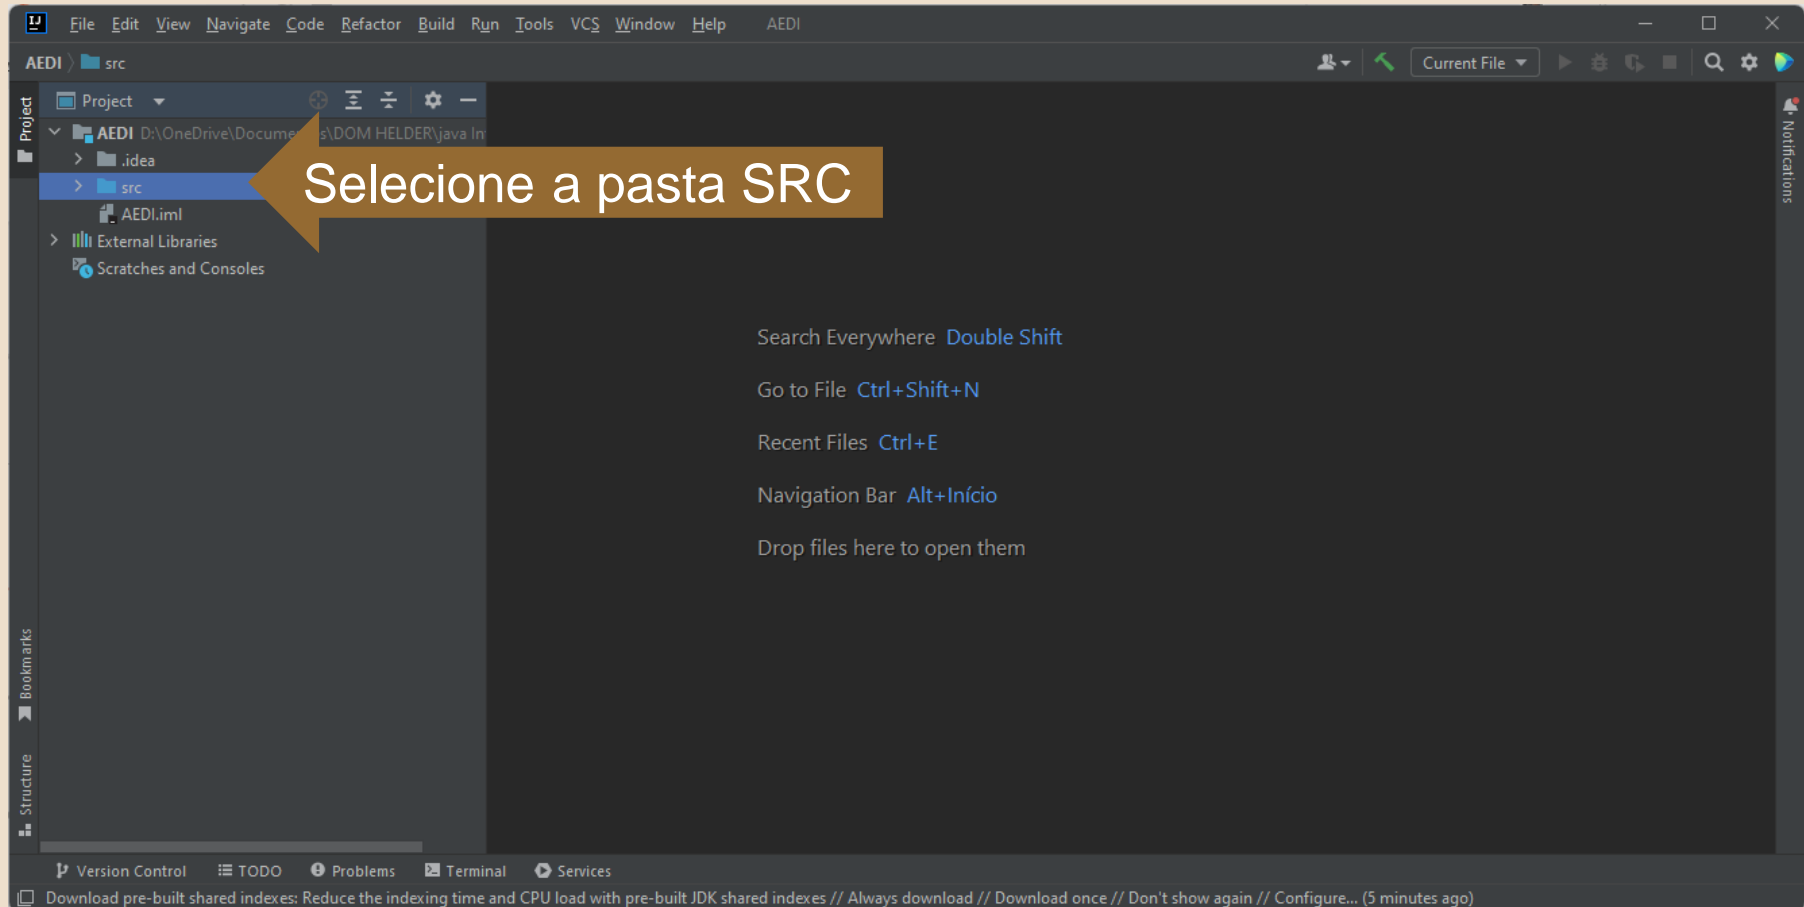 IJ File Edit View Navigate Code Refactor Build Run Tools VCS Window Help AEDI
AEDI src Current File
Project
Project
AEDI D:\OneDrive\Docume s\DOM HELDER\java In
.idea
src
AEDI.iml
External Libraries
Scratches and Consoles
Selecione a pasta SRC
Search Everywhere Double Shift
Go to File Ctrl+Shift+N
Recent Files Ctrl+E
Navigation Bar Alt+Início
Drop files here to open them
Notifications
Bookmarks
Structure
Version Control TODO Problems Terminal Services
Download pre-built shared indexes: Reduce the indexing time and CPU load with pre-built JDK shared indexes // Always download // Download once // Don't show again // Configure... (5 minutes ago)